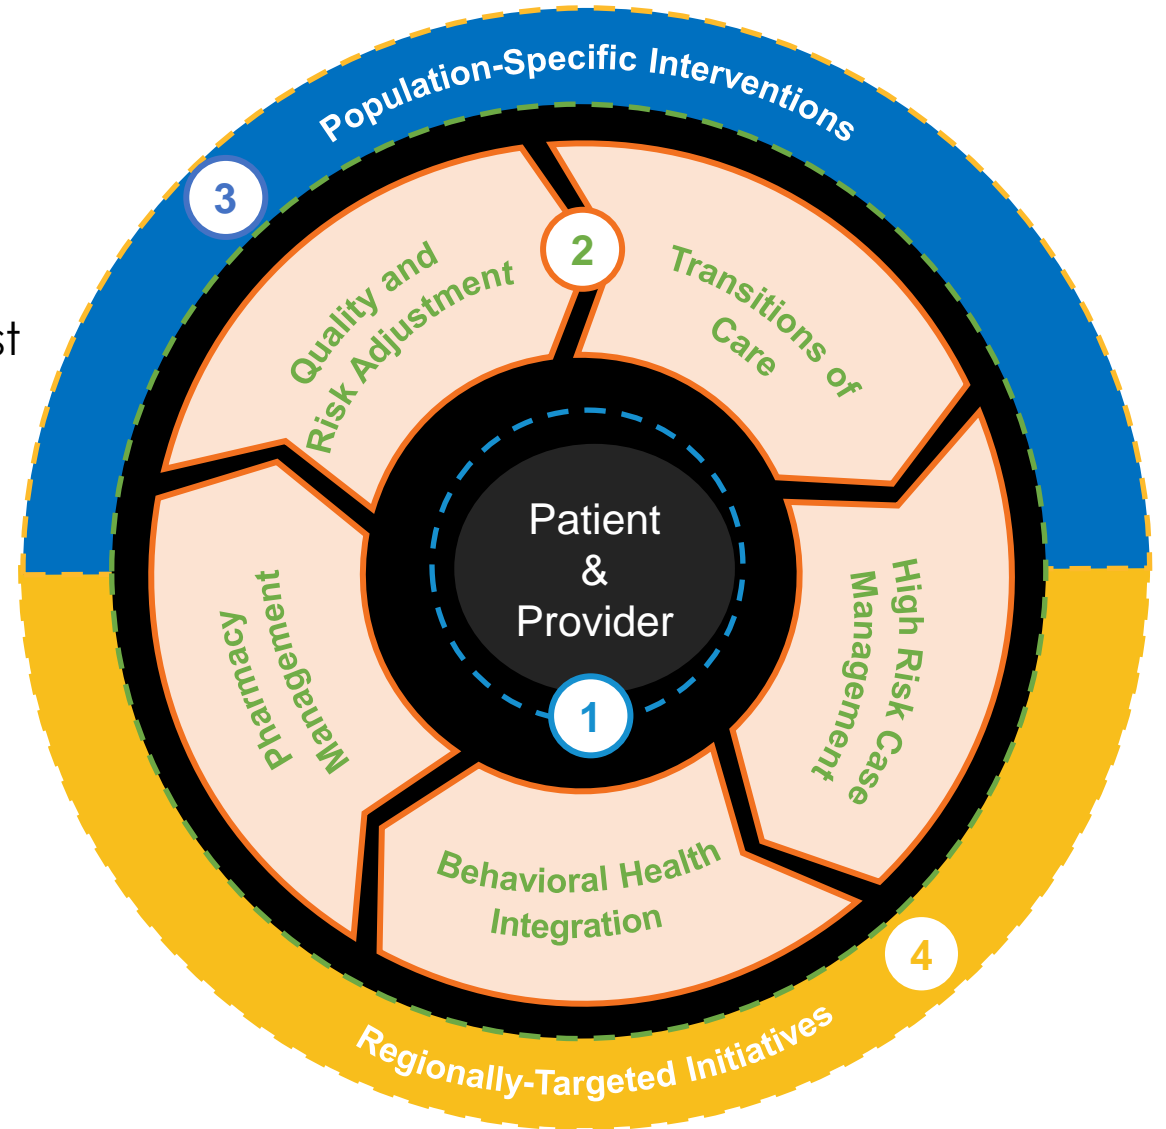 Population-Specific Interventions
3
2
Quality and
Risk Adjustment
Transitions of
Care
st
Patient
&
Provider
1
High Risk Case
Management
Pharmacy
Management
Behavioral Health
Integration
4
Regionally-Targeted Initiatives